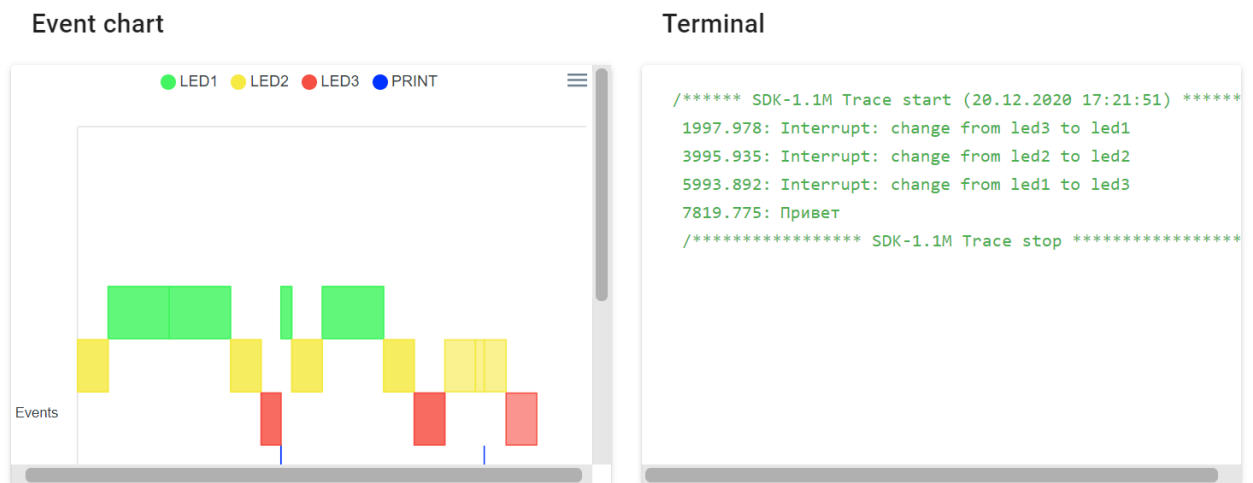 Event chart
LED1 LED2 LED3 PRINT
Events
Terminal
/****** SDK-1.1M Trace start (20.12.2020 17:21:51) ******
1997.978: Interrupt: change from led3 to led1
3995.935: Interrupt: change from led2 to led2
5993.892: Interrupt: change from led1 to led3
7819.775: Привет
/***************** SDK-1.1M Trace stop *****************